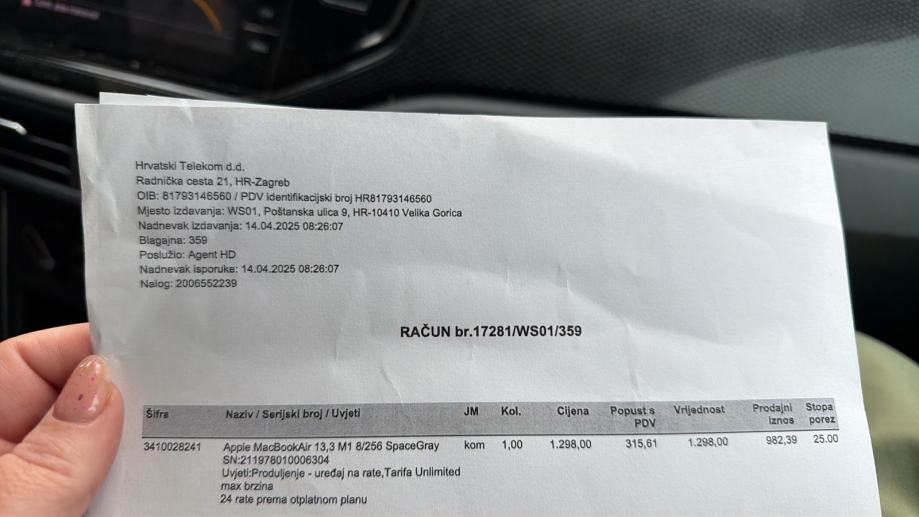 Hrvatski Telekom d.d.
Radnička cesta 21, HR-Zagreb
OIB: 81793146560 / PDV identifikacijski broj HR81793146560
Mjesto izdavanja: WS01, Poštanska ulica 9, HR-10410 Velika Gorica
Nadnevak izdavanja: 14.04.2025 08:26:07
Blagajna: 359
Poslužio: Agent HD
Nadnevak isporuke: 14.04.2025 08:26:07
Nalog: 2006552239
RAČUN br.17281/WS01/359
Šifra Naziv / Serijski broj / Uvjeti JM Kol. Cijena Popust s PDV Vrijednost Prodajni iznos Stopa porez
3410028241 Apple MacBookAir 13,3 M1 8/256 SpaceGray kom 1,00 1.298,00 315,61 1.298,00 982,39 25.00
SN:211978010006304
Uvjeti:Produljenje - uređaj na rate,Tarifa Unlimited
max brzina
24 rate prema otplatnom planu